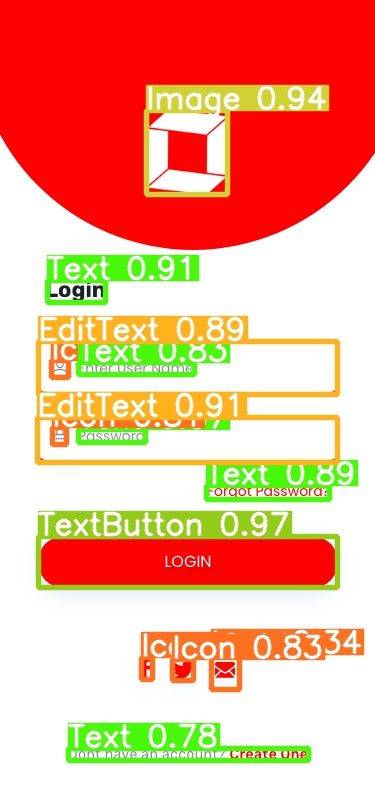 Image 0.94
Text 0.91
Login
EditText 0.89
Text 0.83
Enter User Name
EditText 0.91
Password
Text 0.89
Forgot Password?
TextButton 0.97
LOGIN
Icon 0.83
Text 0.78
Dont have an account? Create One